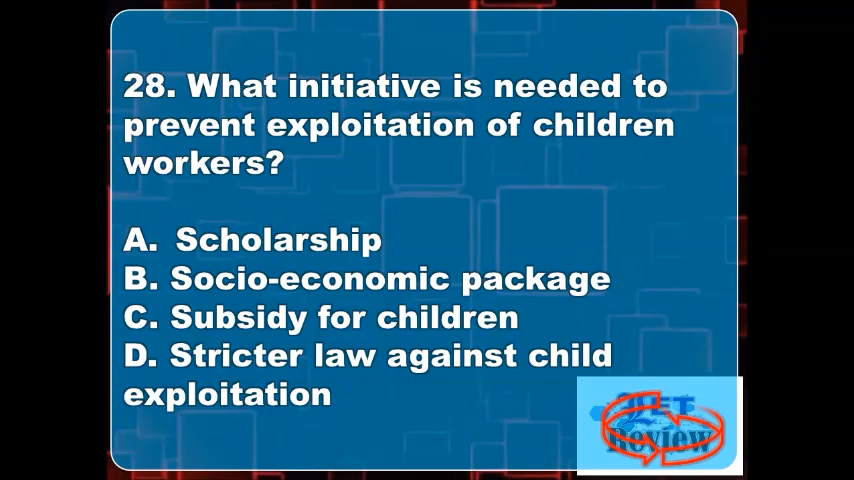 28. What initiative is needed to
prevent exploitation of children
workers?
A. Scholarship
B. Socio-economic package
C. Subsidy for children
D. Stricter law against child
exploitation
LET
Review